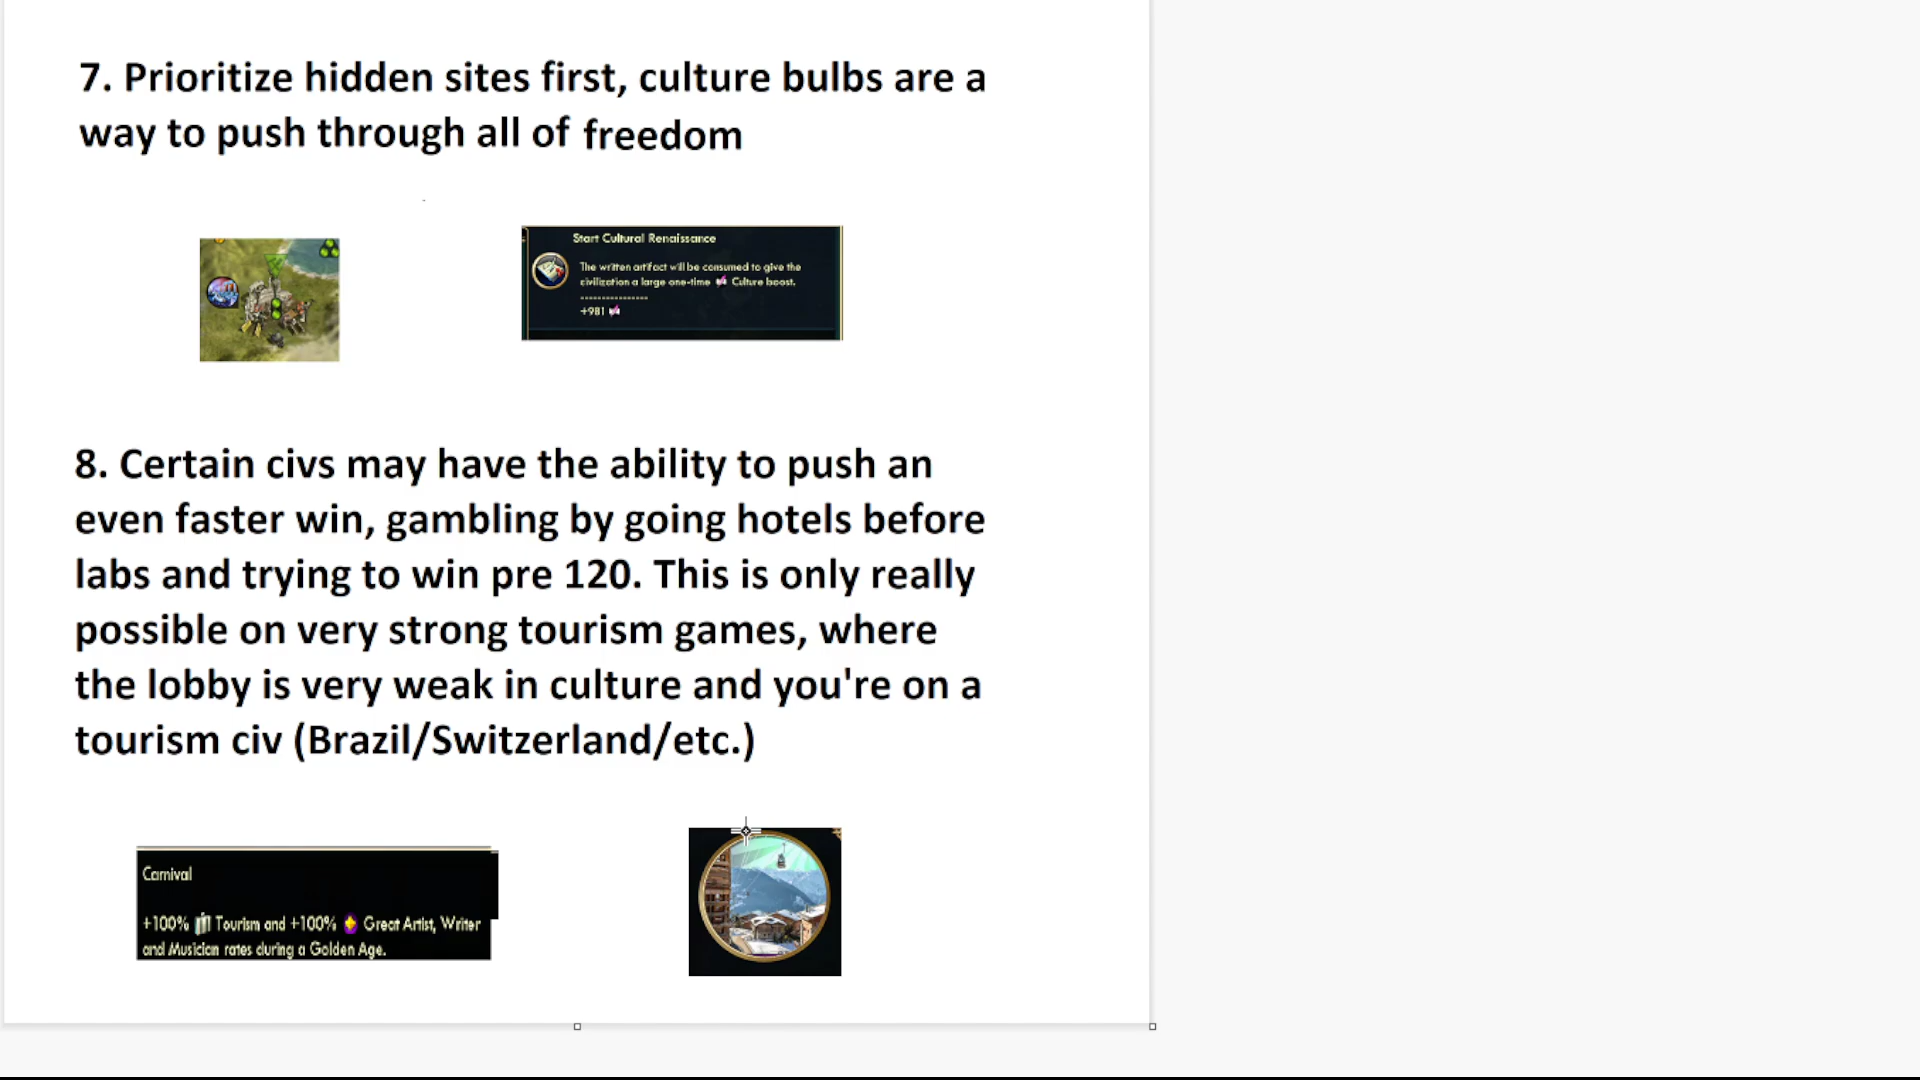 7. Prioritize hidden sites first, culture bulbs are a
way to push through all of freedom
Start Cultural Renaissance
The written artifact will be consumed to give the
civilization a large one-time Culture boost.
----------------
+981
8. Certain civs may have the ability to push an
even faster win, gambling by going hotels before
labs and trying to win pre 120. This is only really
possible on very strong tourism games, where
the lobby is very weak in culture and you're on a
tourism civ (Brazil/Switzerland/etc.)
Carnival
+100% Tourism and +100% Great Artist, Writer
and Musician rates during a Golden Age.